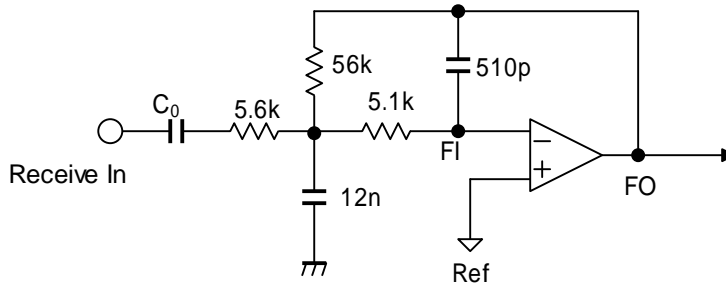 56k
510p
C₀
5.6k
5.1k
FI
Receive In
12n
FO
Ref